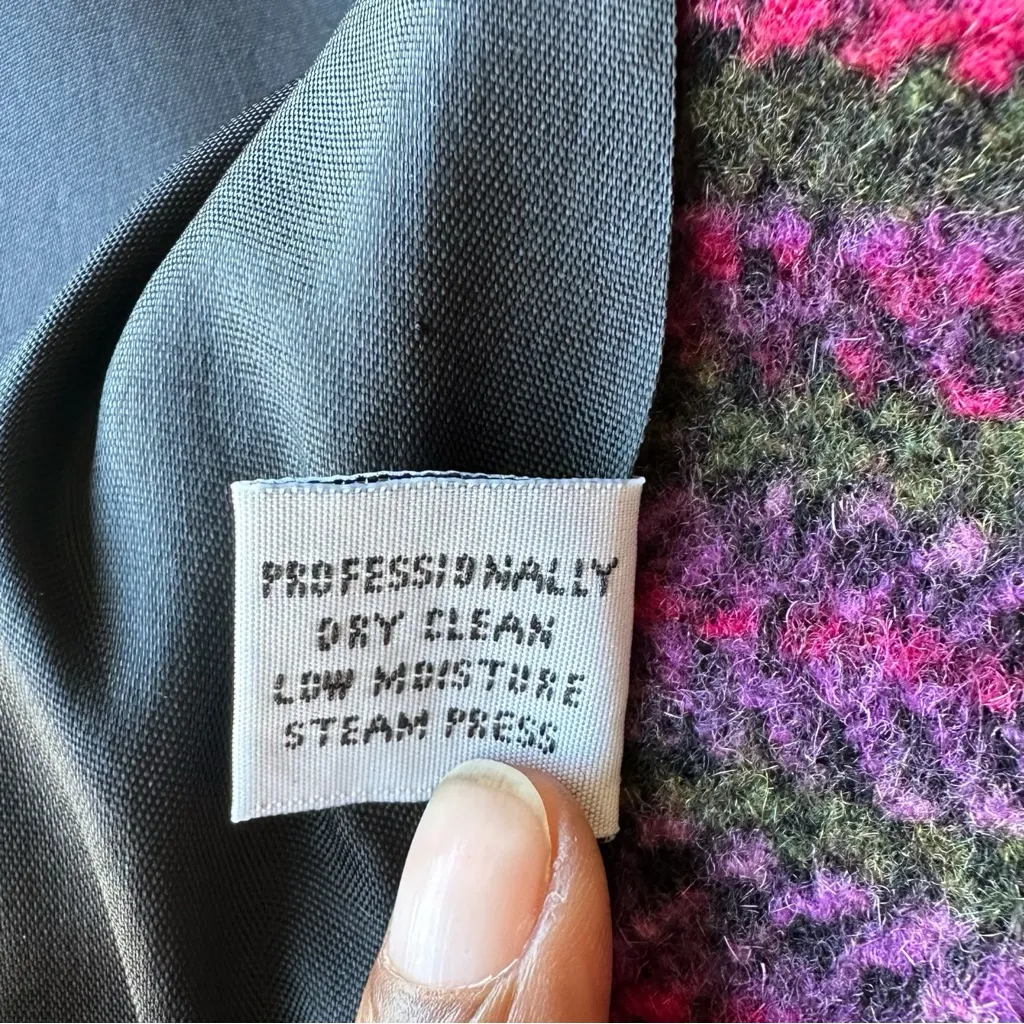 PROFESSIONALLY
DRY CLEAN
LOW MOISTURE
STEAM PRESS